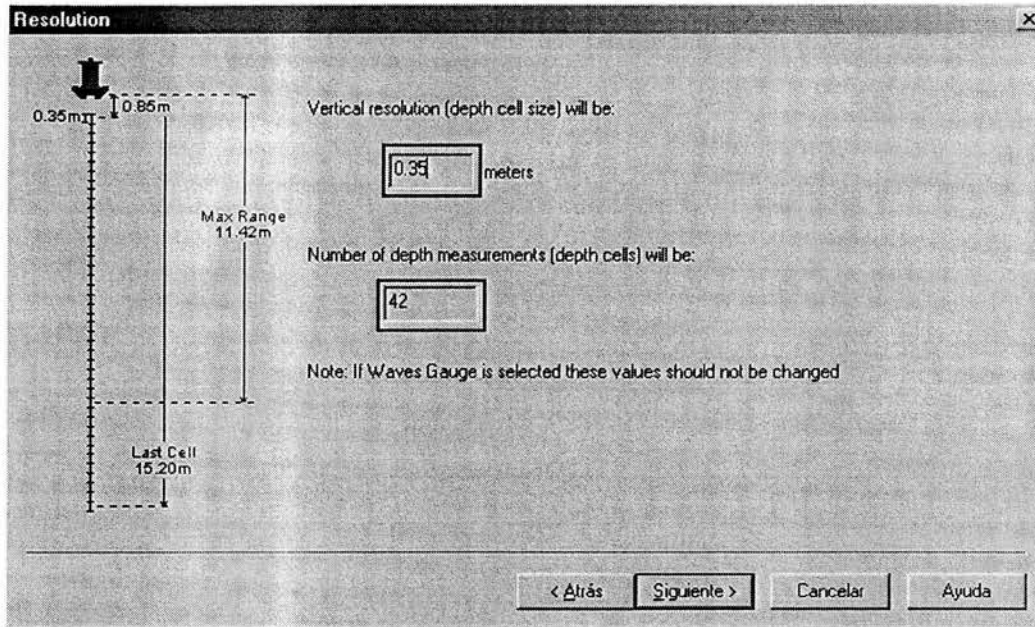 Resolution
0.85m
0.35m
Vertical resolution (depth cell size) will be:
0.35
meters
Max Range
11.42m
Number of depth measurements (depth cells) will be:
42
Note: If Waves Gauge is selected these values should not be changed
Last Cell
15.20m
< Atrás
Siguiente >
Cancelar
Ayuda